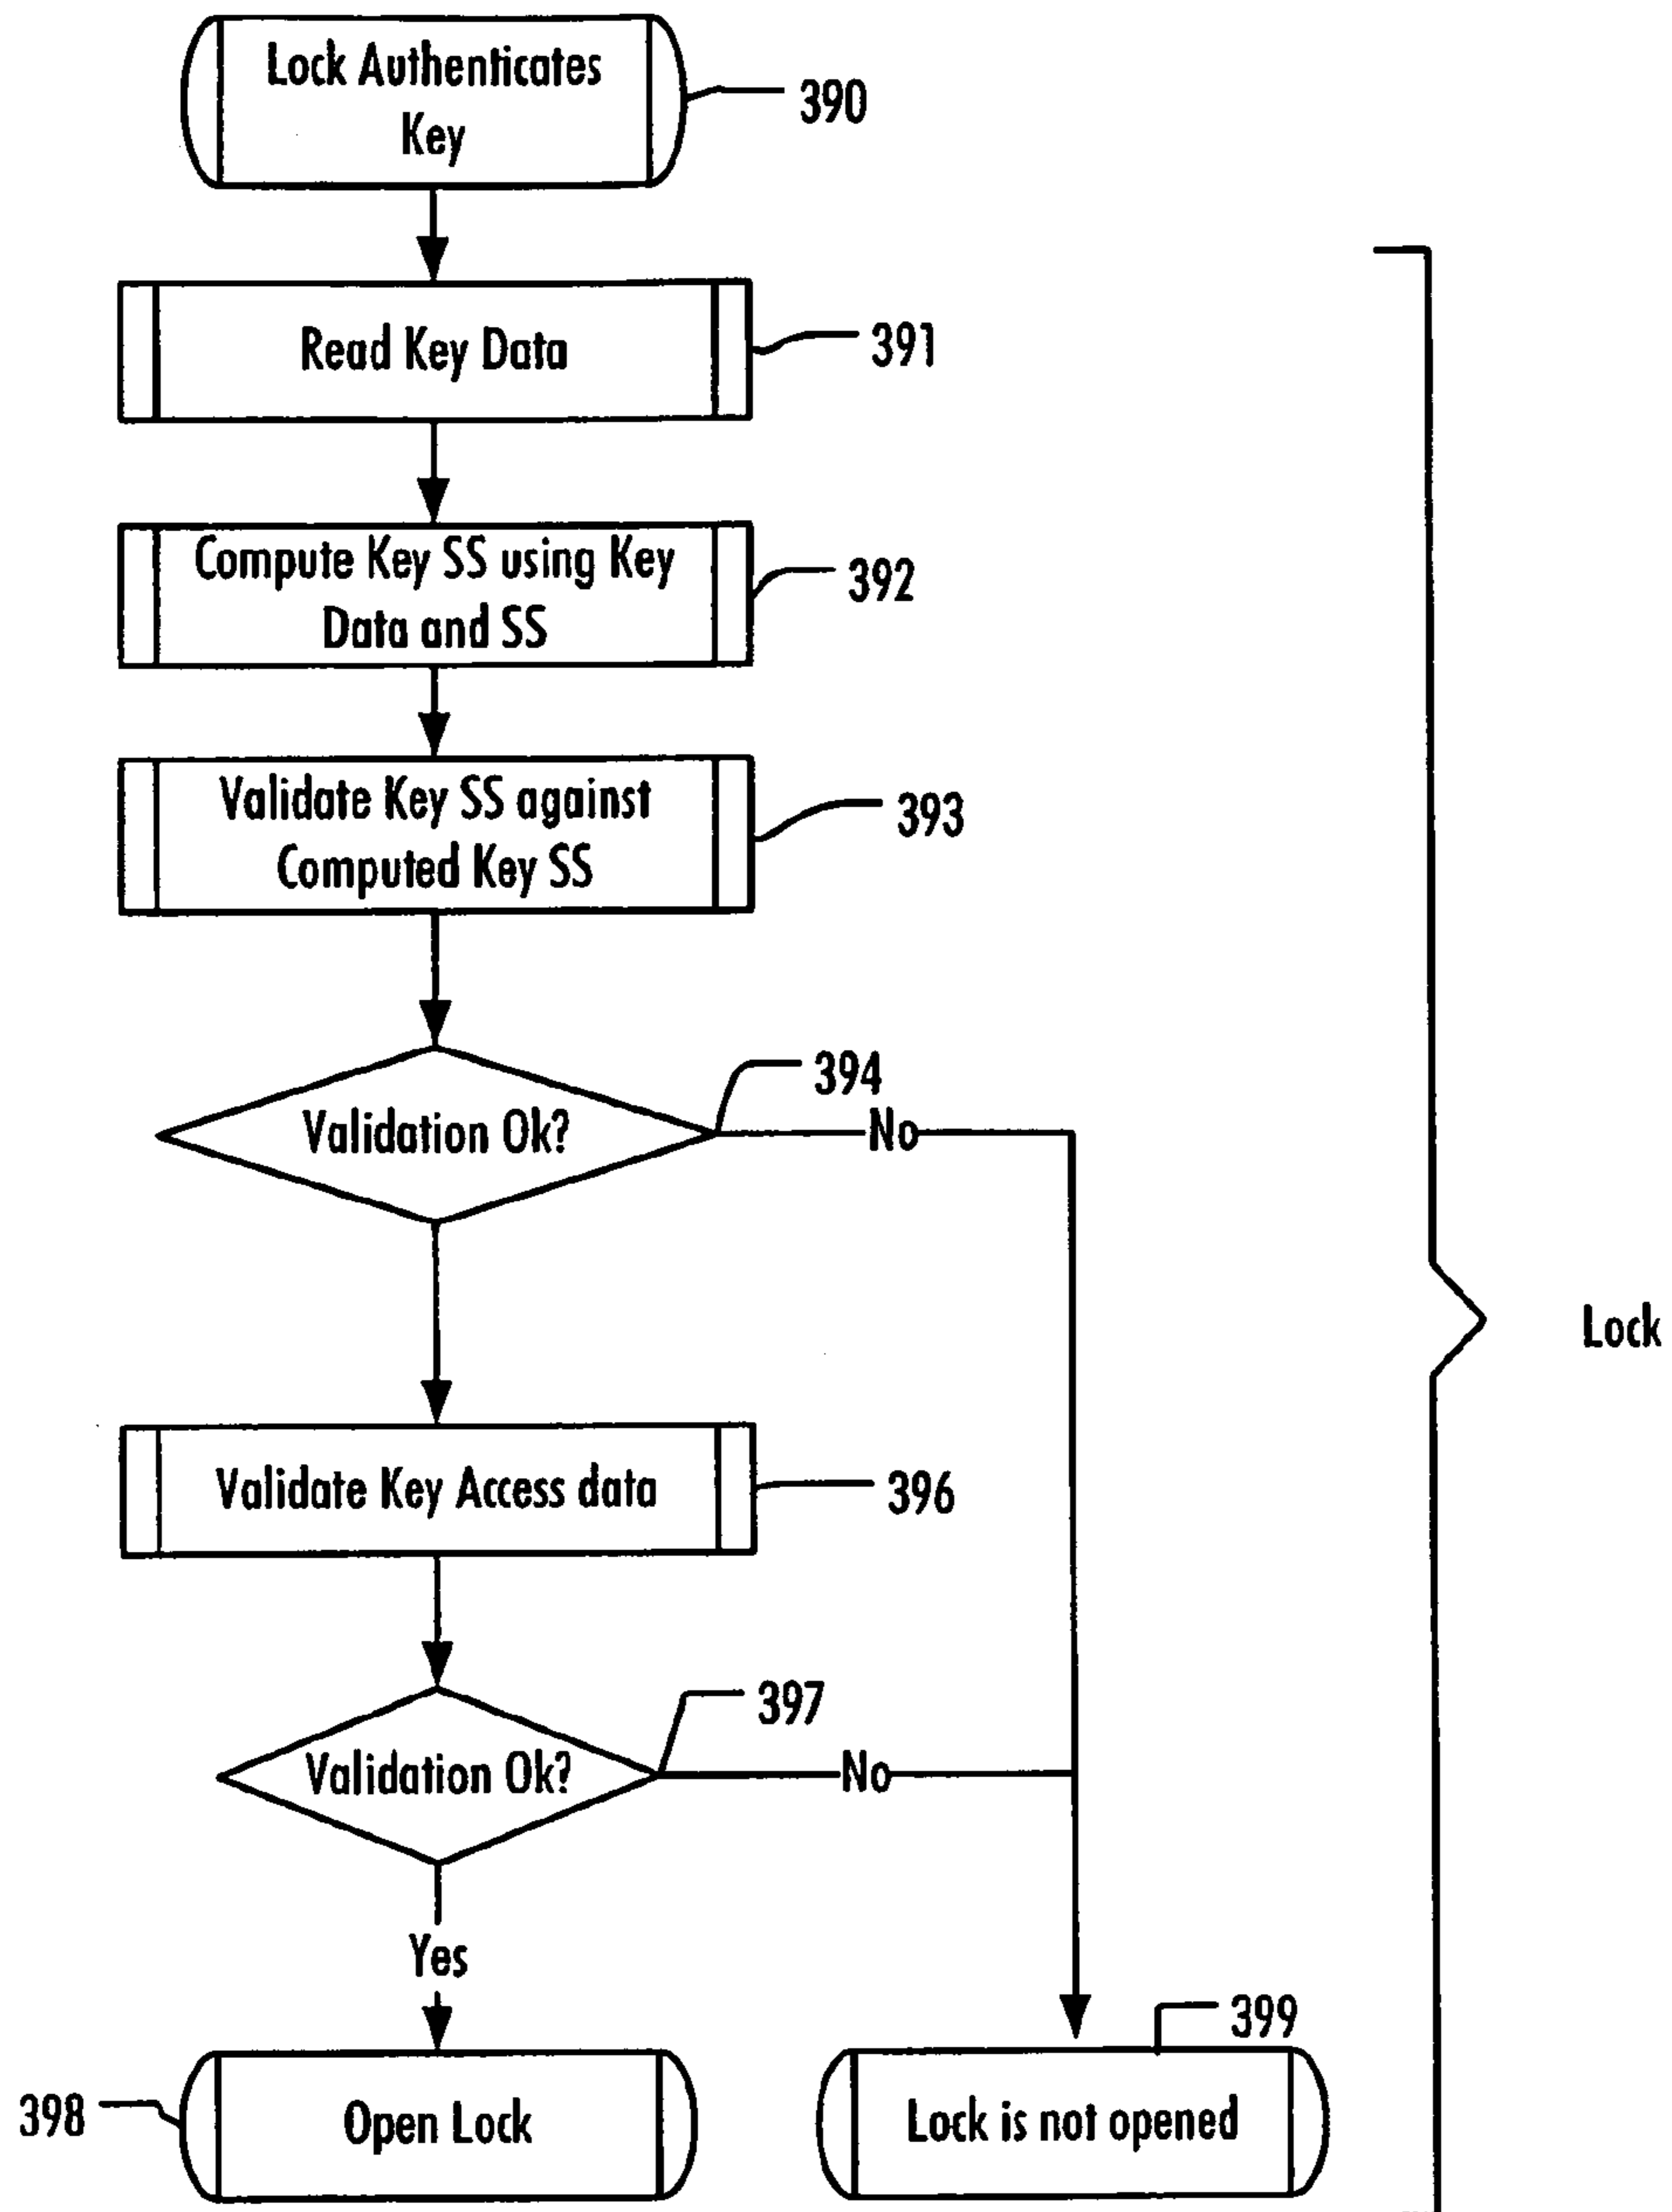 Lock Authenticates
Key
390
Read Key Data
391
Compute Key SS using Key
Data and SS
392
Validate Key SS against
Computed Key SS
393
394
Validation Ok?
No
Lock
Validate Key Access data
396
397
Validation Ok?
No
Yes
399
398
Open Lock
Lock is not opened